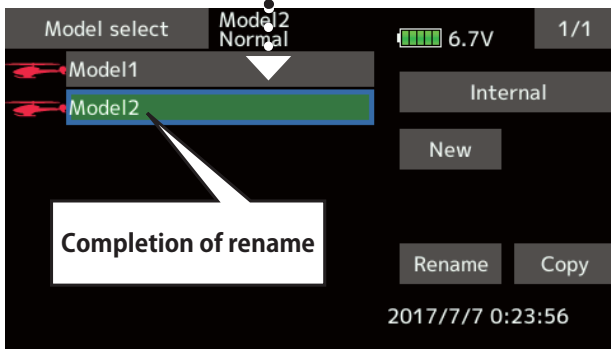 Model select
Model2
Normal
6.7V
1/1
Model1
Model2
Internal
New
Completion of rename
Rename
Copy
2017/7/7 0:23:56